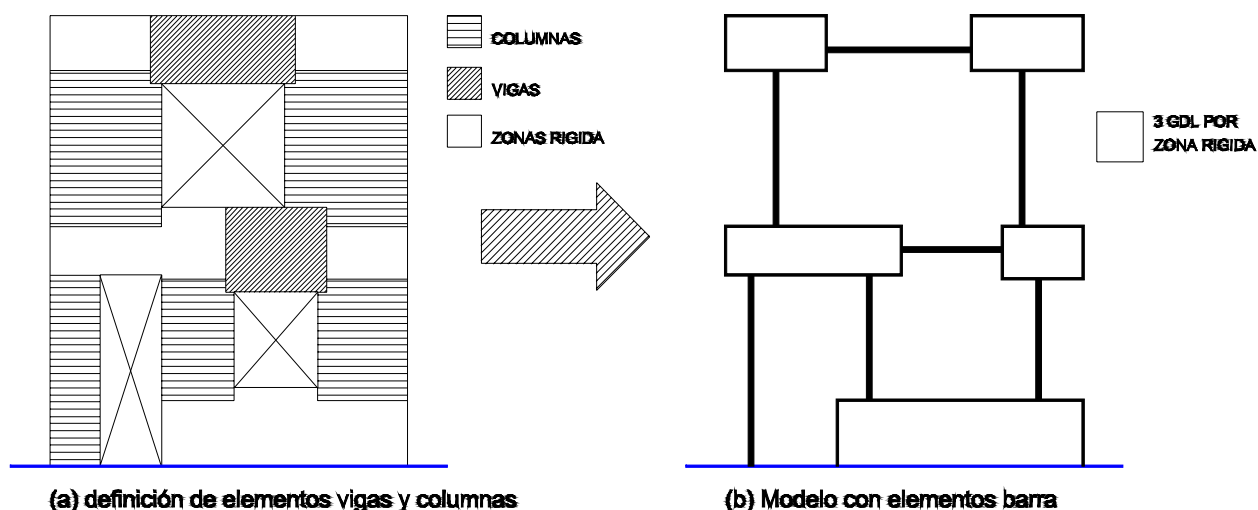 COLUMNAS
VIGAS
ZONAS RIGIDA
3 GDL POR
ZONA RIGIDA
(a) definición de elementos vigas y columnas
(b) Modelo con elementos barra